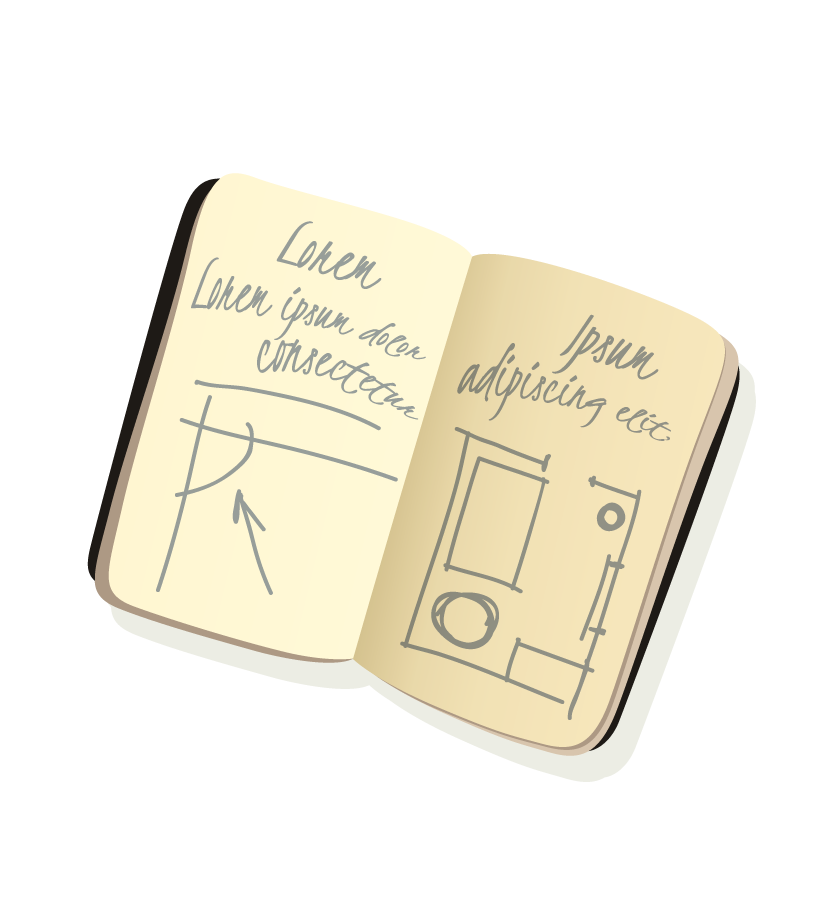 Lorem
Lorem ipsum dolor
consectetur
Ipsum
adipiscing elit.